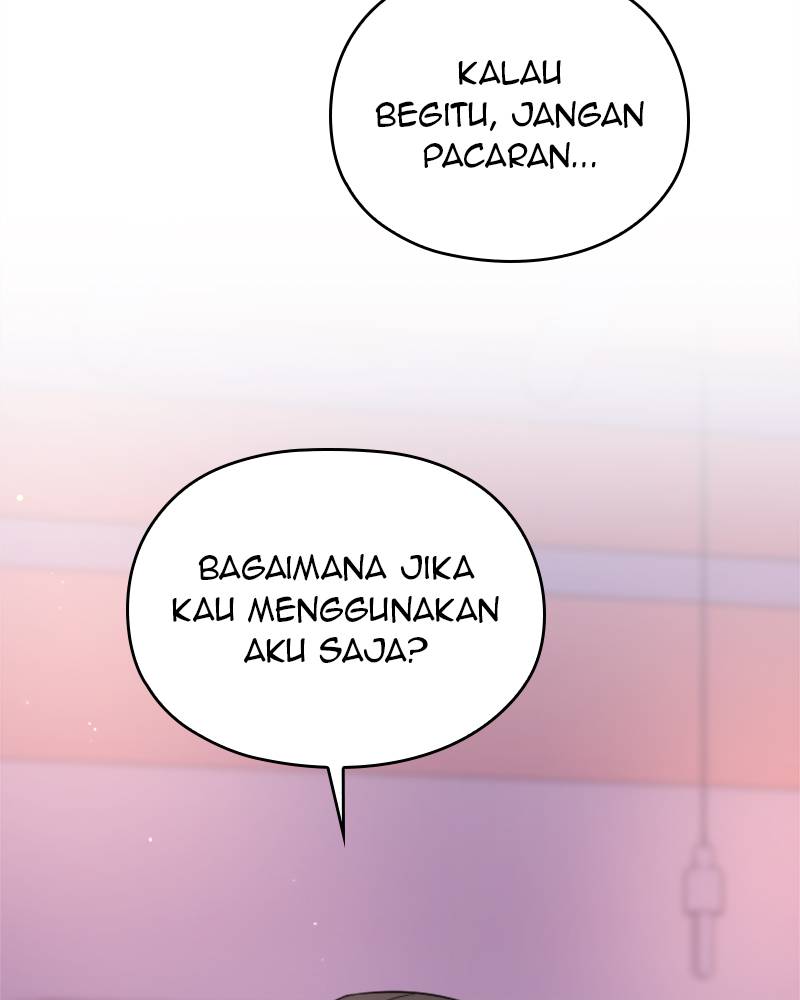 KALAU
BEGITU, JANGAN
PACARAN...
BAGAIMANA JIKA
KAU MENGGUNAKAN
AKU SAJA?